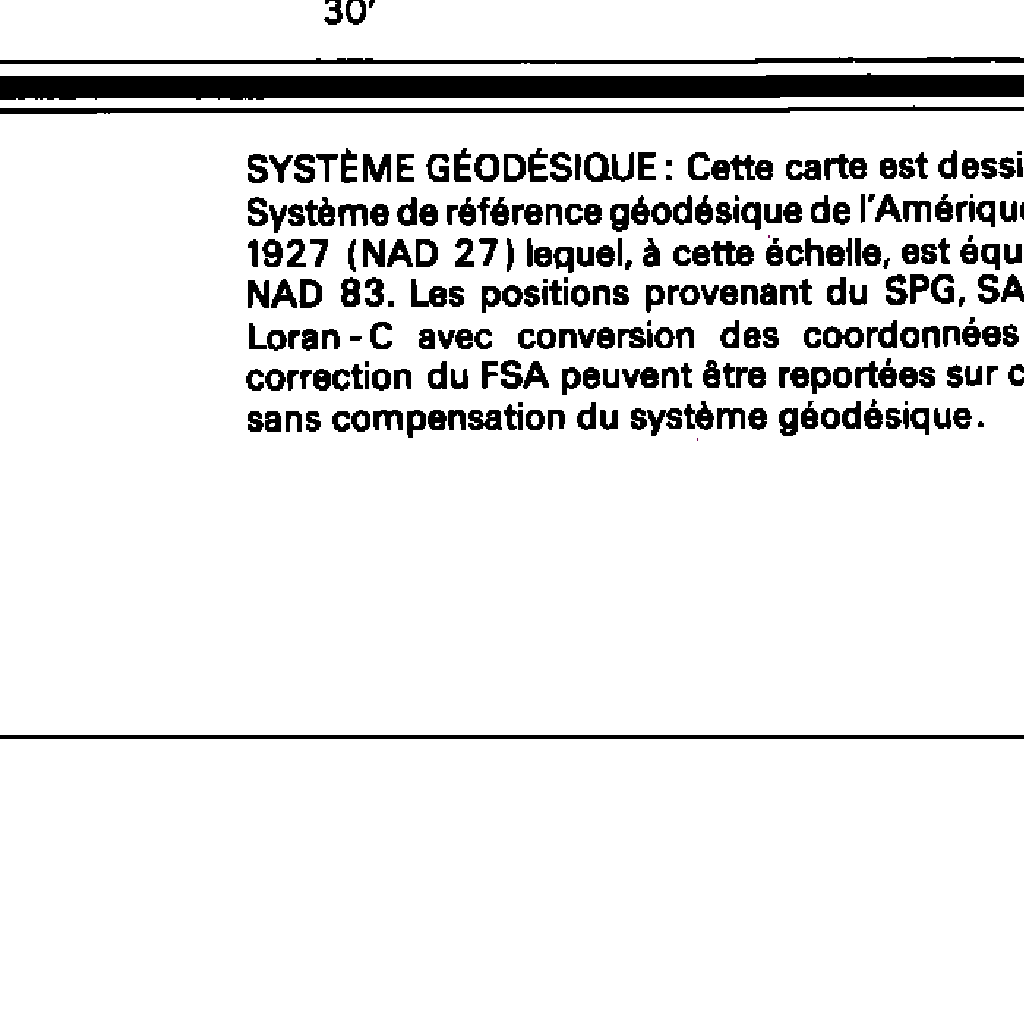 30′
SYSTÈME GÉODÉSIQUE : Cette carte est dessi
Système de référence géodésique de l'Amérique
1927 (NAD 27) lequel, à cette échelle, est équ
NAD 83. Les positions provenant du SPG, SA
Loran - C avec conversion des coordonnées
correction du FSA peuvent être reportées sur c
sans compensation du système géodésique.